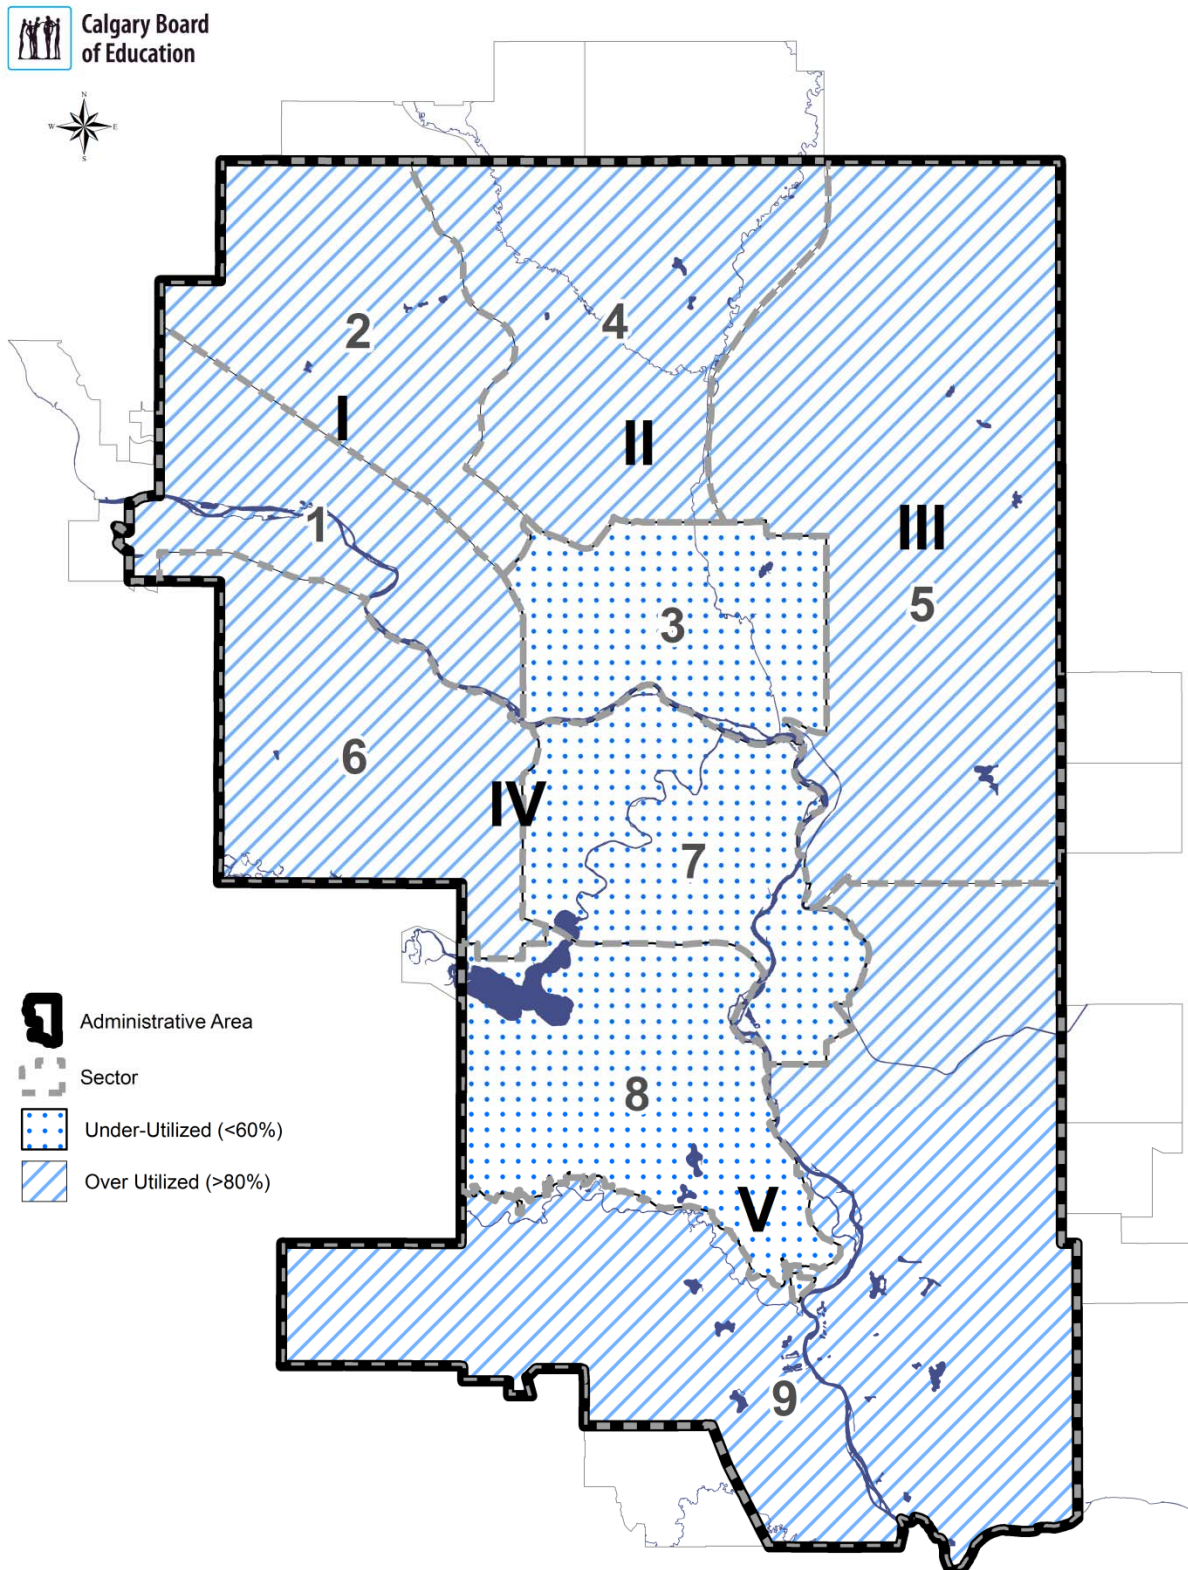 Calgary Board
of Education
N
W
E
S
2
4
I
II
1
III
5
3
6
IV
7
8
V
9
Administrative Area
Sector
Under-Utilized (<60%)
Over Utilized (>80%)